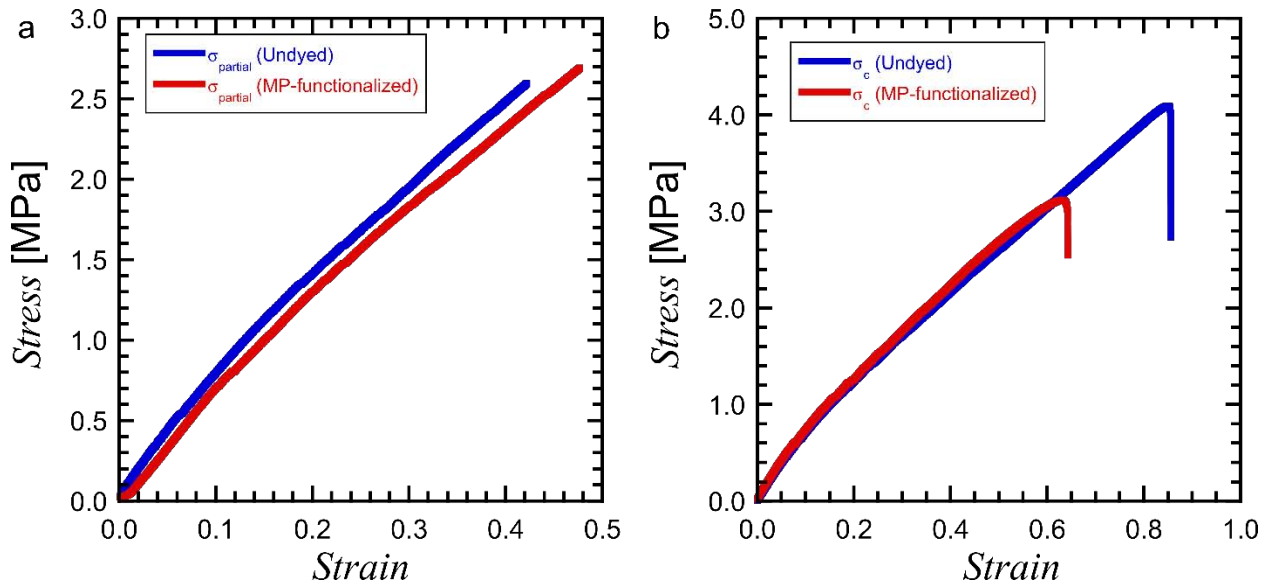 a
3.0
2.5
2.0
1.5
1.0
0.5
0.0
Stress [MPa]
σpartial (Undyed)
σpartial (MP-functionalized)
0.0 0.1 0.2 0.3 0.4 0.5
Strain
b
5.0
4.0
3.0
2.0
1.0
0.0
Stress [MPa]
σc (Undyed)
σc (MP-functionalized)
0.0 0.2 0.4 0.6 0.8 1.0
Strain